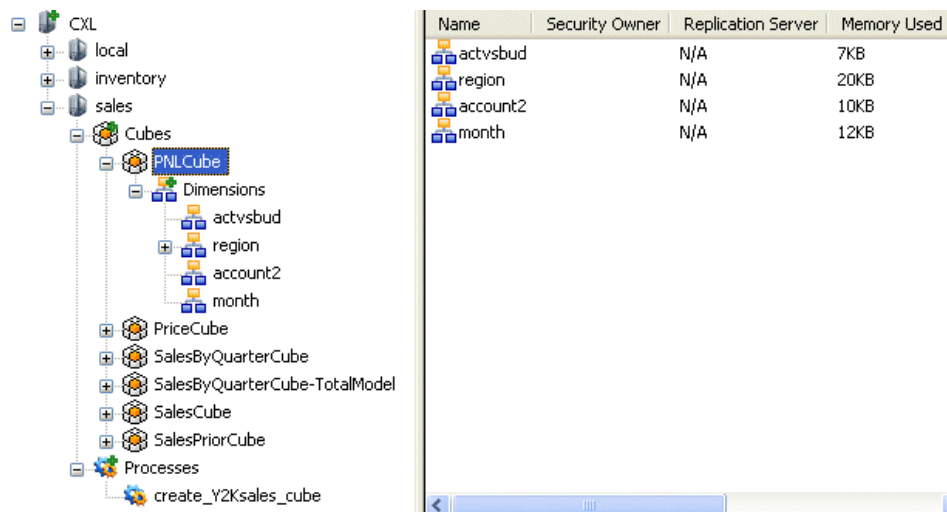 CXL
local
inventory
sales
Cubes
PNLCube
Dimensions
actvsbud
region
account2
month
PriceCube
SalesByQuarterCube
SalesByQuarterCube-TotalModel
SalesCube
SalesPriorCube
Processes
create_Y2Ksales_cube
Name Security Owner Replication Server Memory Used
actvsbud N/A 7KB
region N/A 20KB
account2 N/A 10KB
month N/A 12KB